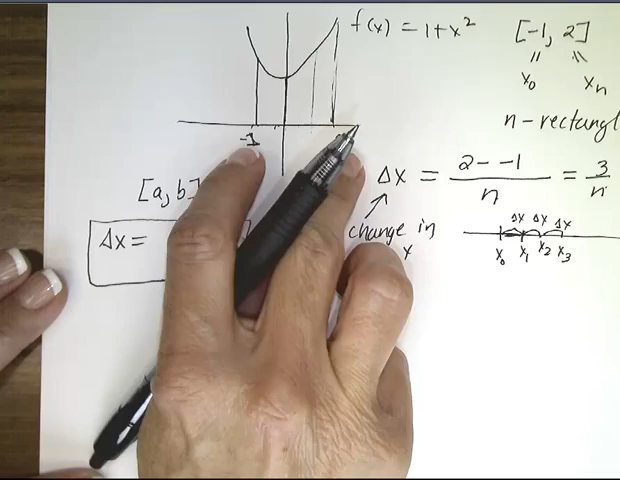 f(x) = 1+x² [-1, 2]
x₀ xₙ
n - rectangl
-1
Δx = 2 - -1 / n = 3 / n
[a, b]
Δx =
change in
x
Δx Δx Δx
x₀ x₁ x₂ x₃